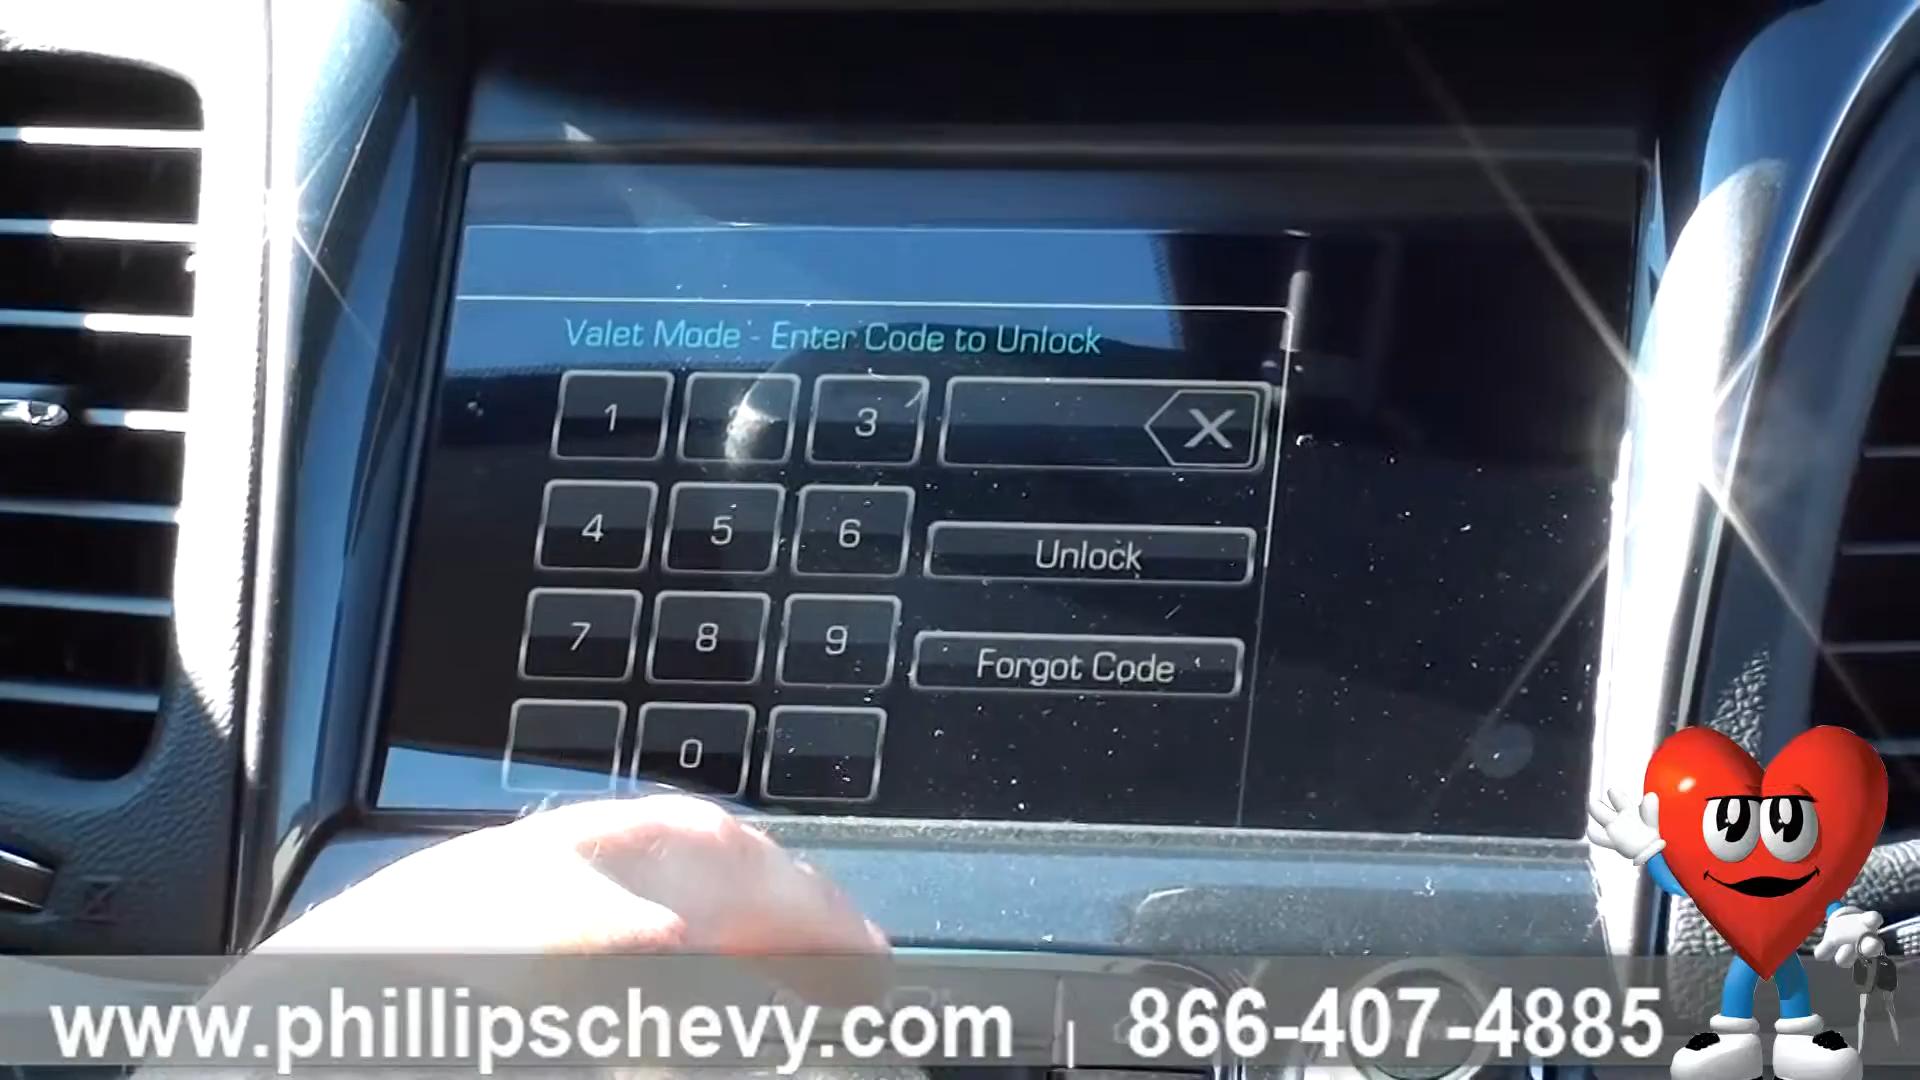 Valet Mode - Enter Code to Unlock
1 2 3 X
4 5 6 Unlock
7 8 9 Forgot Code
0
www.phillipschevy.com | 866-407-4885